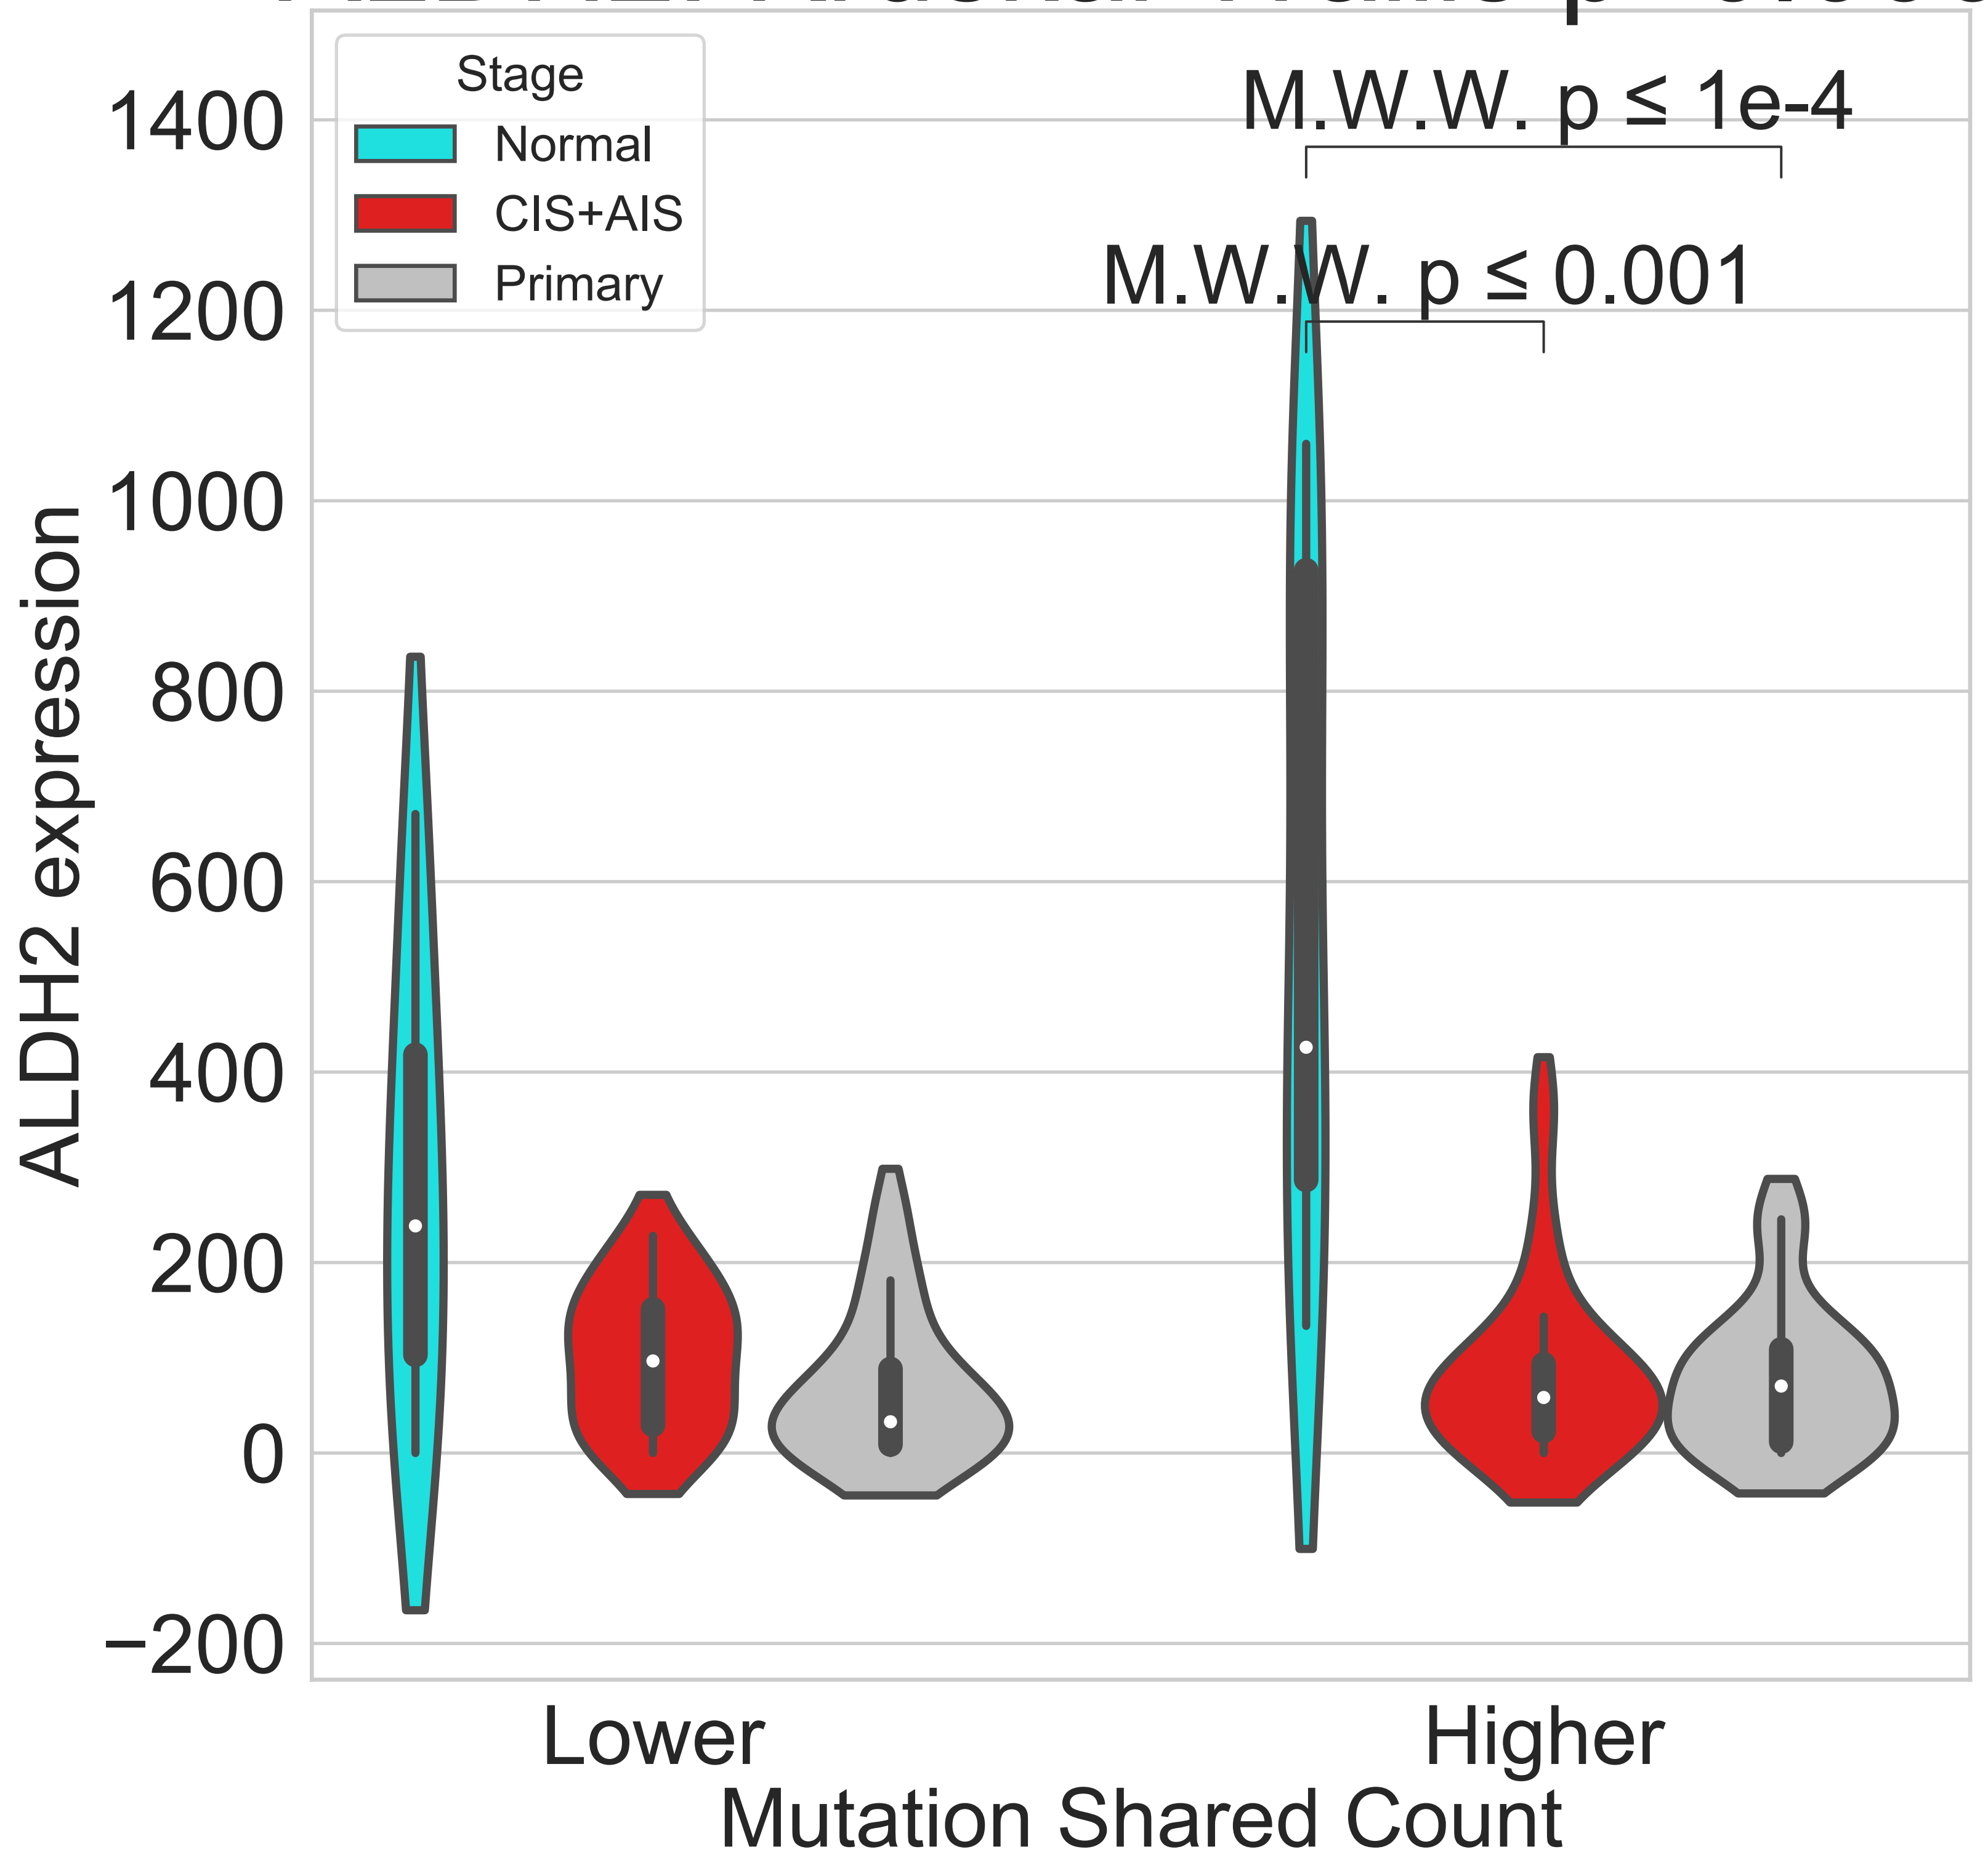 Stage
Normal
CIS+AIS
Primary
M.W.W. p ≤ 1e-4
M.W.W. p ≤ 0.001
1400
1200
1000
800
600
400
200
0
−200
ALDH2 expression
Lower
Higher
Mutation Shared Count